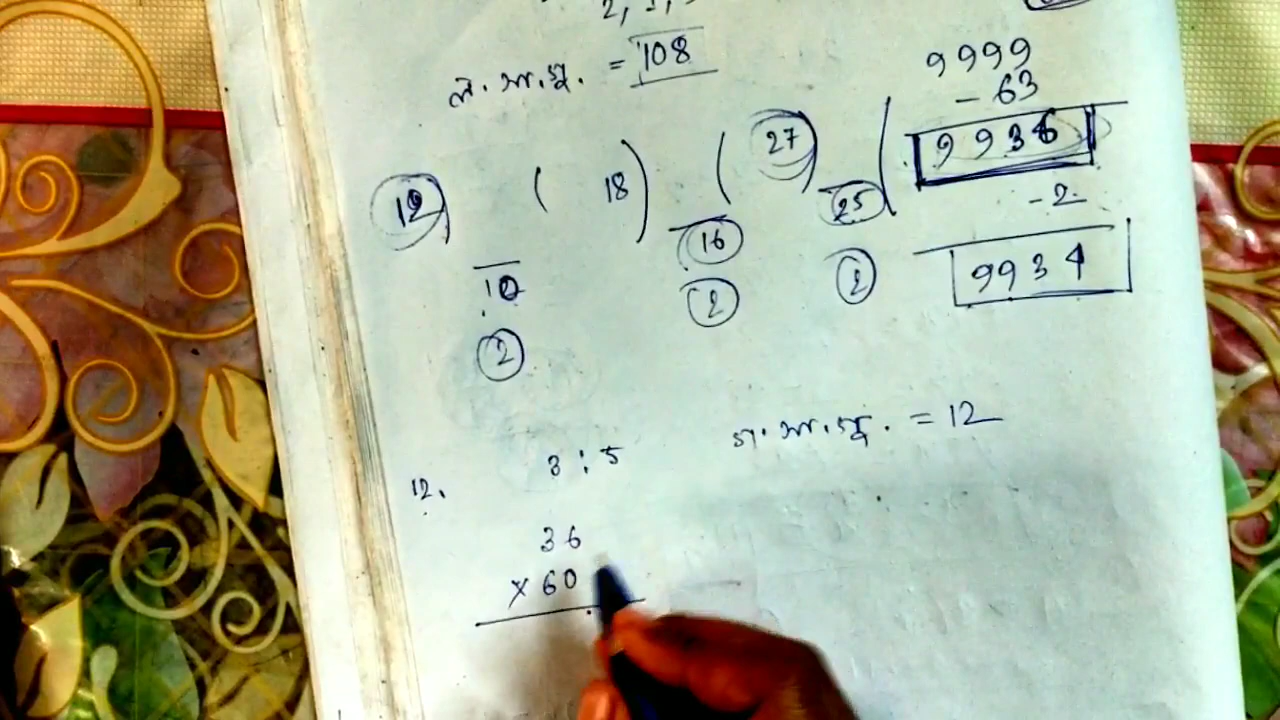 ल. सा. गु. = 108
9999
- 63
9936
12) ( 18) ( 27) (
10 16 25 - 2
2 2 2 9934
12. 3 : 5 = 12
36
× 60